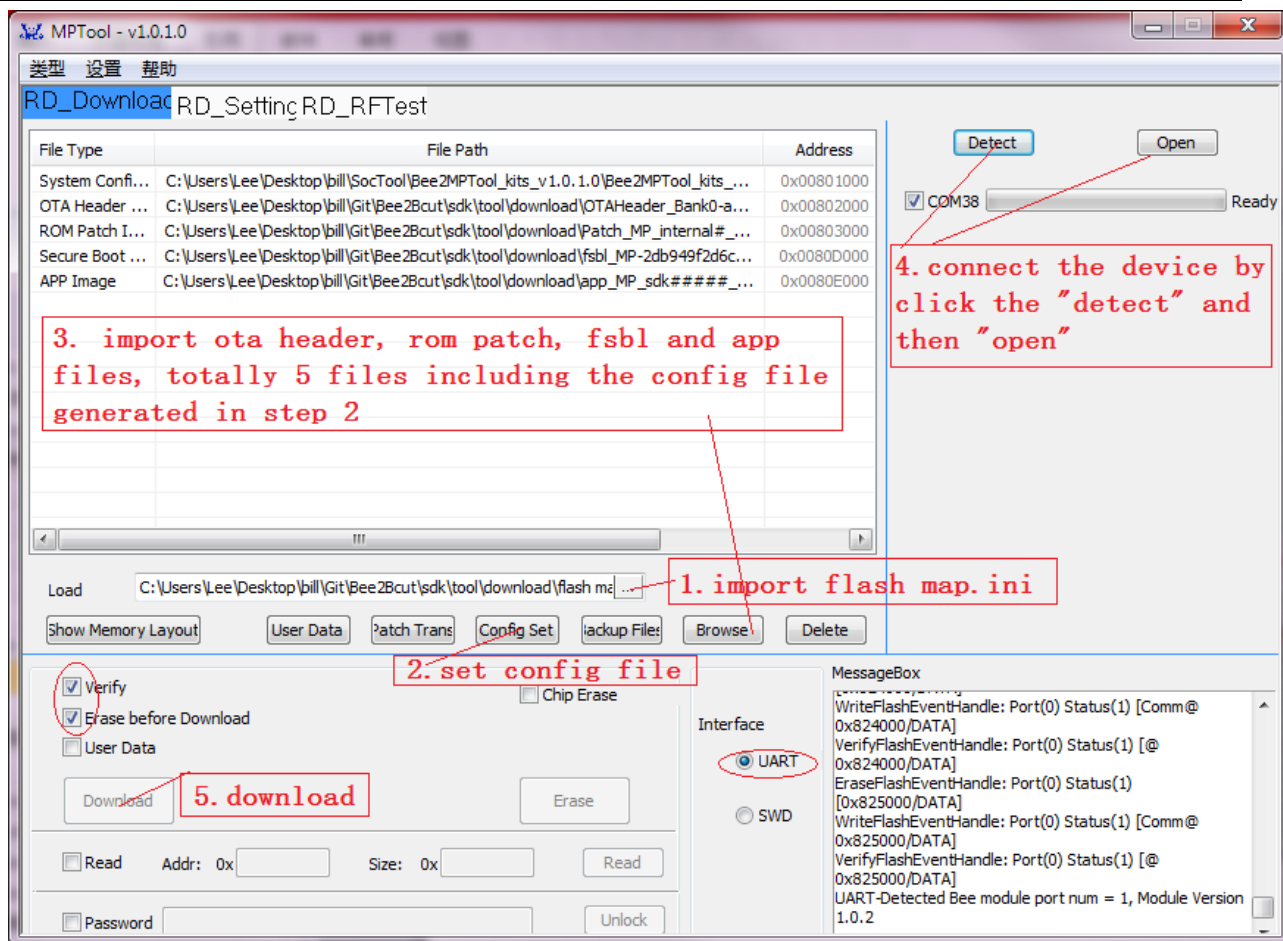 MPTool - v1.0.1.0
类型 设置 帮助
RD_Download RD_Setting RD_RFTest
File Type File Path Address
System Confi... C:\Users\Lee\Desktop\bill\SocTool\Bee2MPTool_kits_v1.0.1.0\Bee2MPTool_kits_... 0x00801000
OTA Header ... C:\Users\Lee\Desktop\bill\Git\Bee2Bcut\sdk\tool\download\OTAHeader_Bank0-a... 0x00802000
ROM Patch I... C:\Users\Lee\Desktop\bill\Git\Bee2Bcut\sdk\tool\download\Patch_MP_internal#_... 0x00803000
Secure Boot ... C:\Users\Lee\Desktop\bill\Git\Bee2Bcut\sdk\tool\download\fsbl_MP-2db949f2d6c... 0x0080D000
APP Image C:\Users\Lee\Desktop\bill\Git\Bee2Bcut\sdk\tool\download\app_MP_sdk#####_... 0x0080E000
3. import ota header, rom patch, fsbl and app
files, totally 5 files including the config file
generated in step 2
Detect Open
COM38 Ready
4. connect the device by
click the "detect" and
then "open"
Load C:\Users\Lee\Desktop\bill\Git\Bee2Bcut\sdk\tool\download\flash ma ...
1. import flash map.ini
Show Memory Layout User Data Patch Trans Config Set Backup Files Browse Delete
2. set config file
Verify
Chip Erase
Erase before Download
User Data
Download
5. download
Erase
Read Addr: 0x Size: 0x Read
Password Unlock
Interface
UART
SWD
MessageBox
WriteFlashEventHandle: Port(0) Status(1) [Comm@
0x824000/DATA]
VerifyFlashEventHandle: Port(0) Status(1) [@
0x824000/DATA]
EraseFlashEventHandle: Port(0) Status(1)
[0x825000/DATA]
WriteFlashEventHandle: Port(0) Status(1) [Comm@
0x825000/DATA]
VerifyFlashEventHandle: Port(0) Status(1) [@
0x825000/DATA]
UART-Detected Bee module port num = 1, Module Version
1.0.2